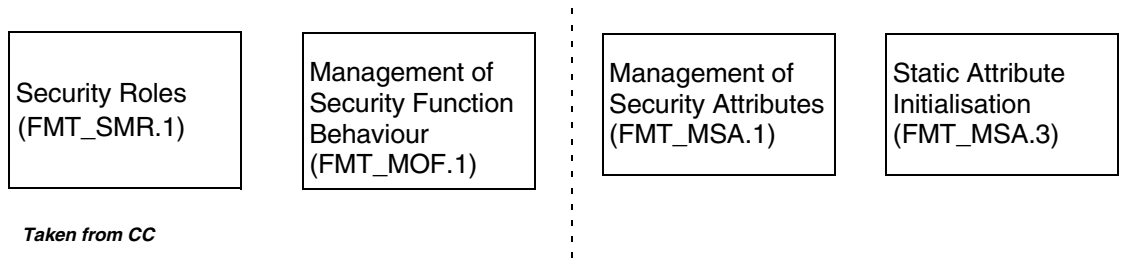 Security Roles
(FMT_SMR.1)
Management of
Security Function
Behaviour
(FMT_MOF.1)
Management of
Security Attributes
(FMT_MSA.1)
Static Attribute
Initialisation
(FMT_MSA.3)
Taken from CC